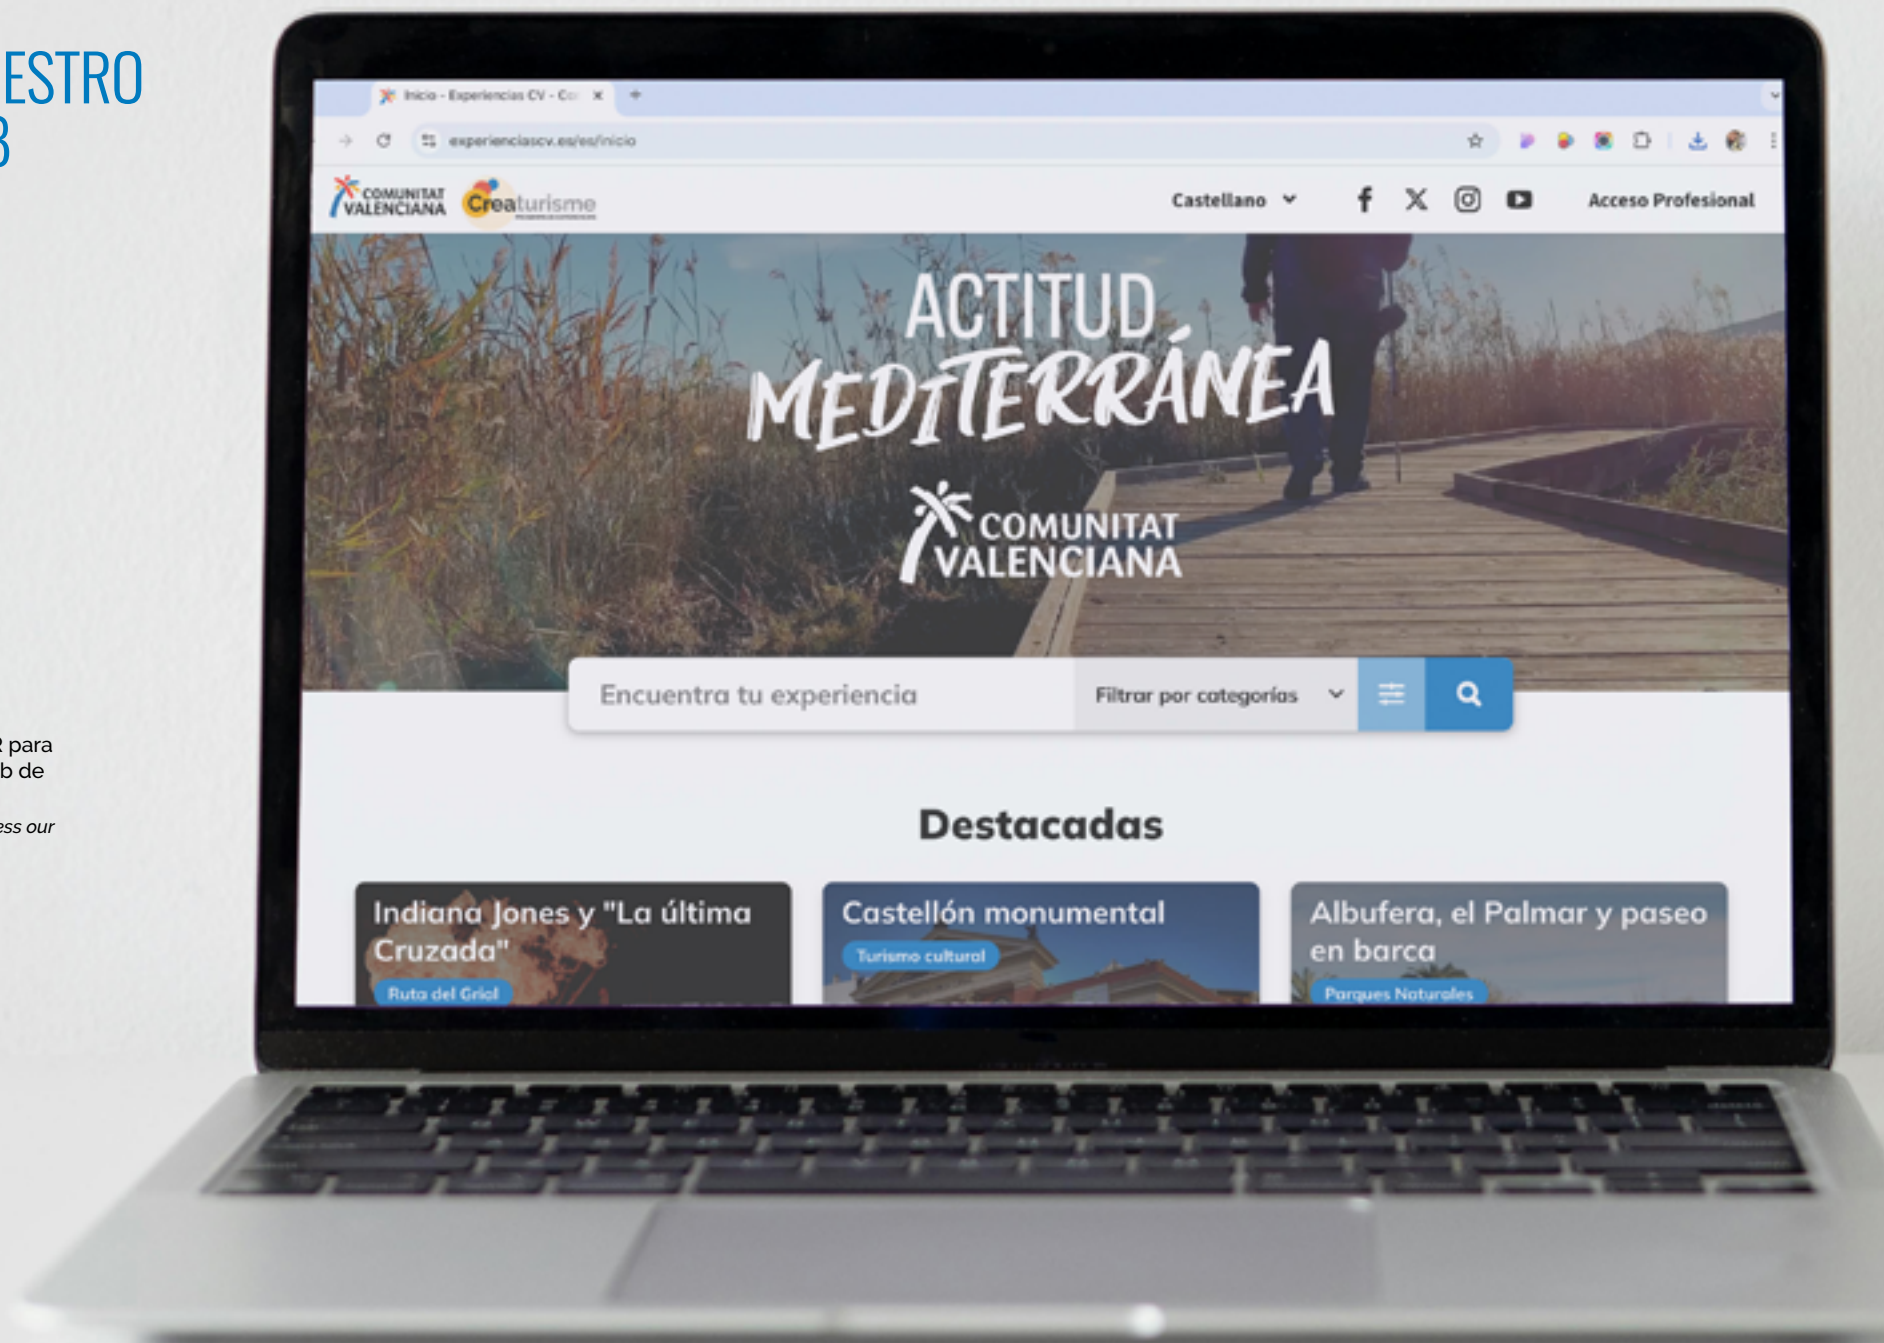 ESTRO
B
R para
b de
ess our
Inicio - Experiencias CV - Co
experienciascv.es/es/inicio
COMUNITAT
VALENCIANA
Creaturisme
Castellano
Acceso Profesional
ACTITUD
MEDITERRÁNEA
COMUNITAT
VALENCIANA
Encuentra tu experiencia
Filtrar por categorías
Destacadas
Indiana Jones y "La última
Cruzada"
Ruta del Grial
Castellón monumental
Turismo cultural
Albufera, el Palmar y paseo
en barca
Parques Naturales